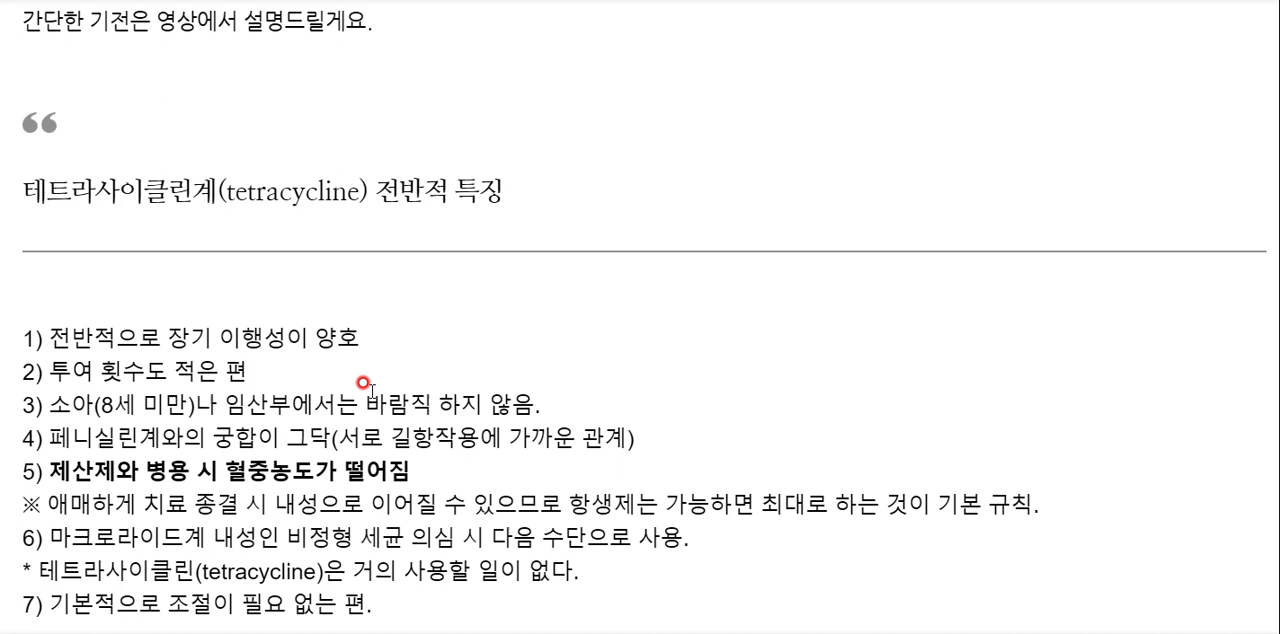 간단한 기전은 영상에서 설명드릴게요.
“
테트라사이클린계(tetracycline) 전반적 특징
1) 전반적으로 장기 이행성이 양호
2) 투여 횟수도 적은 편
3) 소아(8세 미만)나 임산부에서는 바람직 하지 않음.
4) 페니실린계와의 궁합이 그닥(서로 길항작용에 가까운 관계)
5) 제산제와 병용 시 혈중농도가 떨어짐
※ 애매하게 치료 종결 시 내성으로 이어질 수 있으므로 항생제는 가능하면 최대로 하는 것이 기본 규칙.
6) 마크로라이드계 내성인 비정형 세균 의심 시 다음 수단으로 사용.
* 테트라사이클린(tetracycline)은 거의 사용할 일이 없다.
7) 기본적으로 조절이 필요 없는 편.